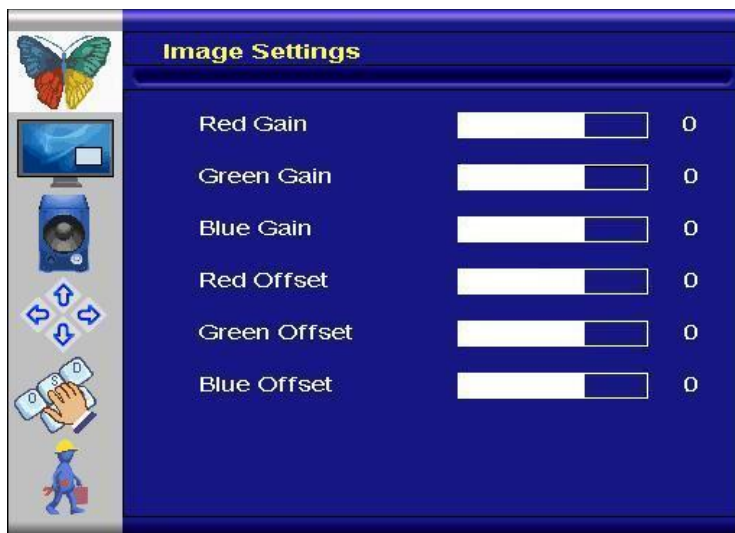 Image Settings
Red Gain 0
Green Gain 0
Blue Gain 0
Red Offset 0
Green Offset 0
Blue Offset 0
O S D